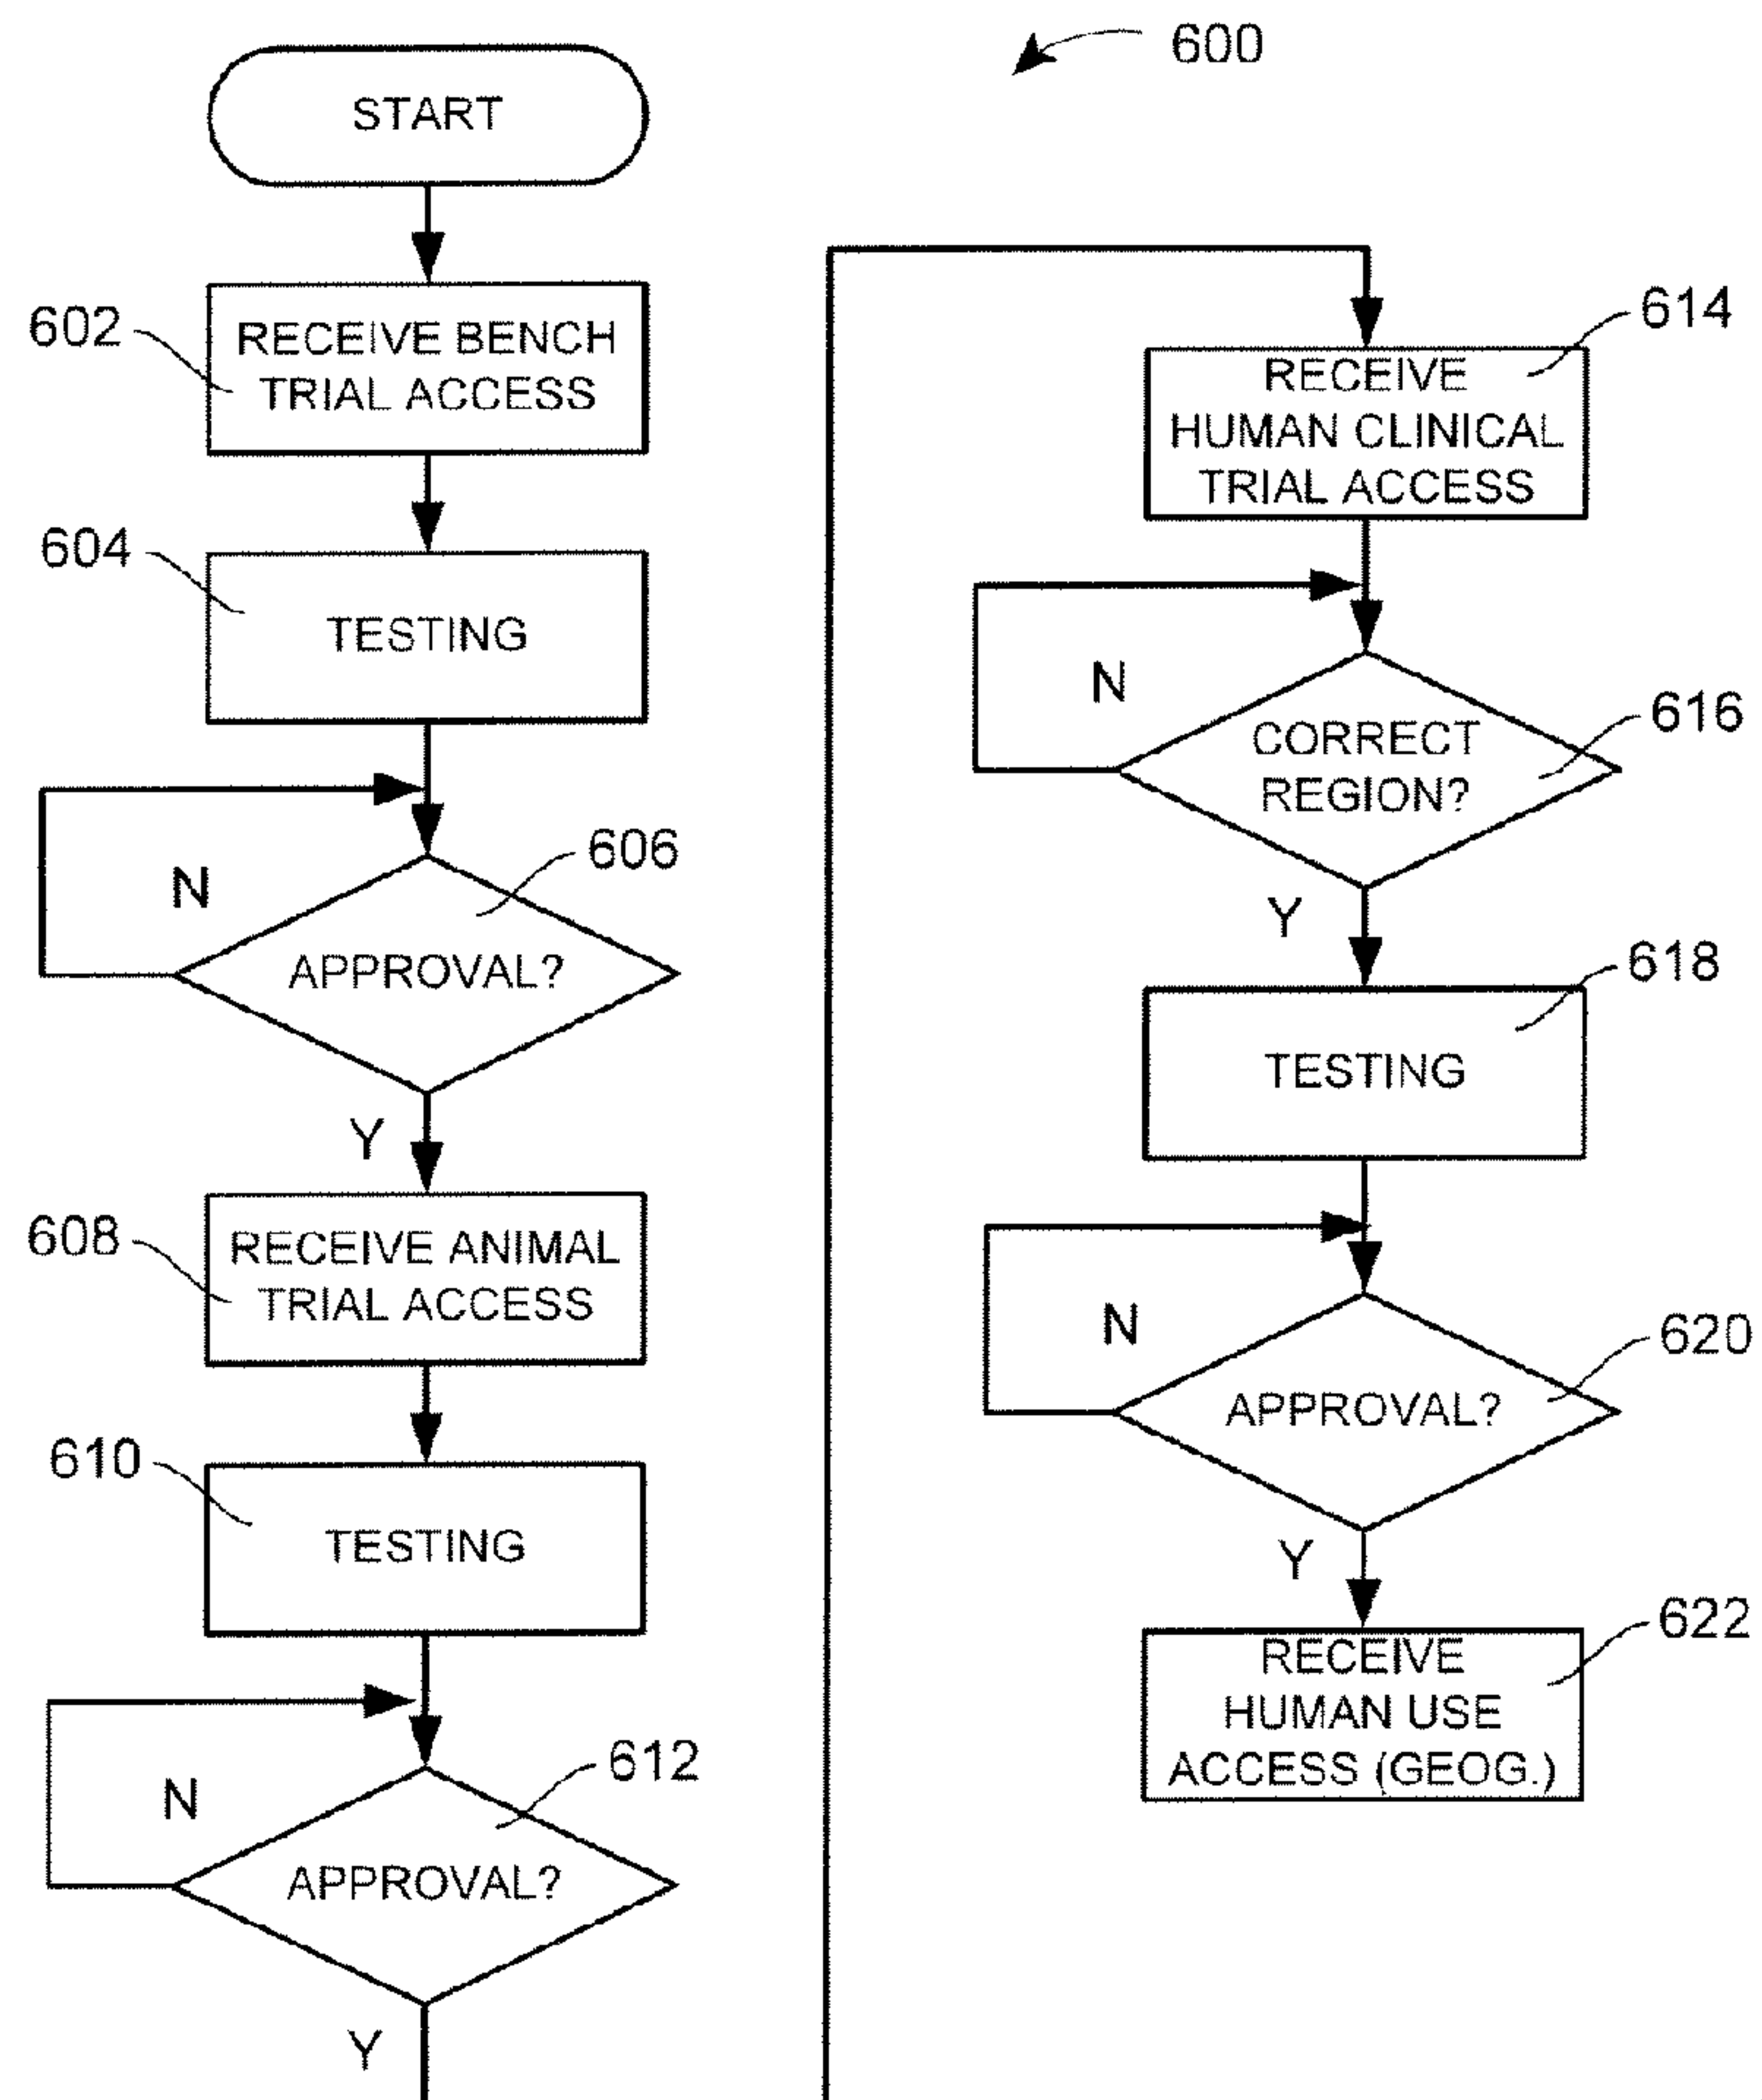 600
START
602
RECEIVE BENCH
TRIAL ACCESS
604
TESTING
606
N
APPROVAL?
Y
608
RECEIVE ANIMAL
TRIAL ACCESS
610
TESTING
612
N
APPROVAL?
Y
614
RECEIVE
HUMAN CLINICAL
TRIAL ACCESS
N
616
CORRECT
REGION?
Y
618
TESTING
N
620
APPROVAL?
Y
622
RECEIVE
HUMAN USE
ACCESS (GEOG.)